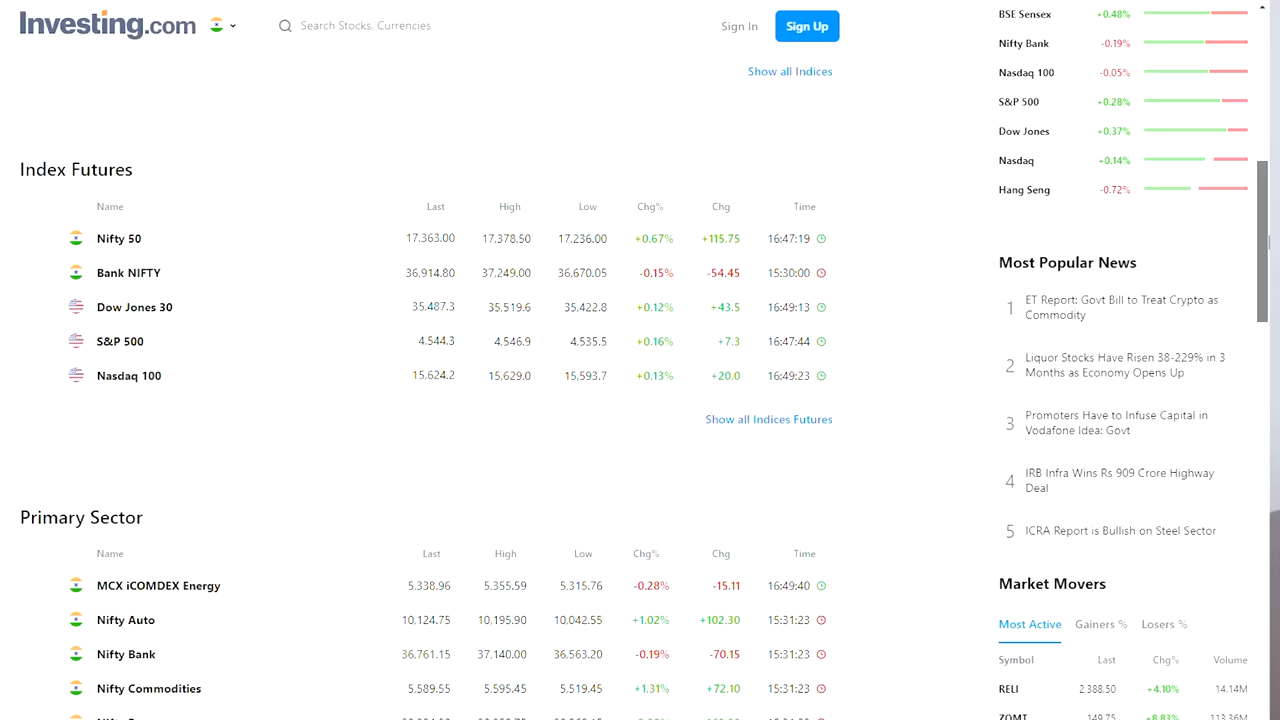 Investing.com
Search Stocks. Currencies
Sign In
Sign Up
Show all Indices
Index Futures
Name Last High Low Chg% Chg Time
Nifty 50 17.363.00 17.378.50 17.236.00 +0.67% +115.75 16:47:19
Bank NIFTY 36,914.80 37,249.00 36,670.05 -0.15% -54.45 15:30:00
Dow Jones 30 35.487.3 35.519.6 35.422.8 +0.12% +43.5 16:49:13
S&P 500 4.544.3 4.546.9 4.535.5 +0.16% +7.3 16:47:44
Nasdaq 100 15,624.2 15,629.0 15,593.7 +0.13% +20.0 16:49:23
Show all Indices Futures
Primary Sector
Name Last High Low Chg% Chg Time
MCX iCOMDEX Energy 5.338.96 5,355.59 5,315.76 -0.28% -15.11 16:49:40
Nifty Auto 10,124.75 10,195.90 10,042.55 +1.02% +102.30 15:31:23
Nifty Bank 36,761.15 37,140.00 36,563.20 -0.19% -70.15 15:31:23
Nifty Commodities 5.589.55 5.519.45 +1.31% +72.10 15:31:23
BSE Sensex +0.48%
Nifty Bank -0.19%
Nasdaq 100 -0.05%
S&P 500 +0.28%
Dow Jones +0.37%
Nasdaq +0.14%
Hang Seng -0.72%
Most Popular News
1 ET Report: Govt Bill to Treat Crypto as
Commodity
2 Liquor Stocks Have Risen 38-229% in 3
Months as Economy Opens Up
3 Promoters Have to Infuse Capital in
Vodafone Idea: Govt
4 IRB Infra Wins Rs 909 Crore Highway
Deal
5 ICRA Report is Bullish on Steel Sector
Market Movers
Most Active Gainers % Losers %
Symbol Last Chg% Volume
RELI 2,388.50 +4.10% 14.14M
ZOMT 149.75 +8.83% 113.36M